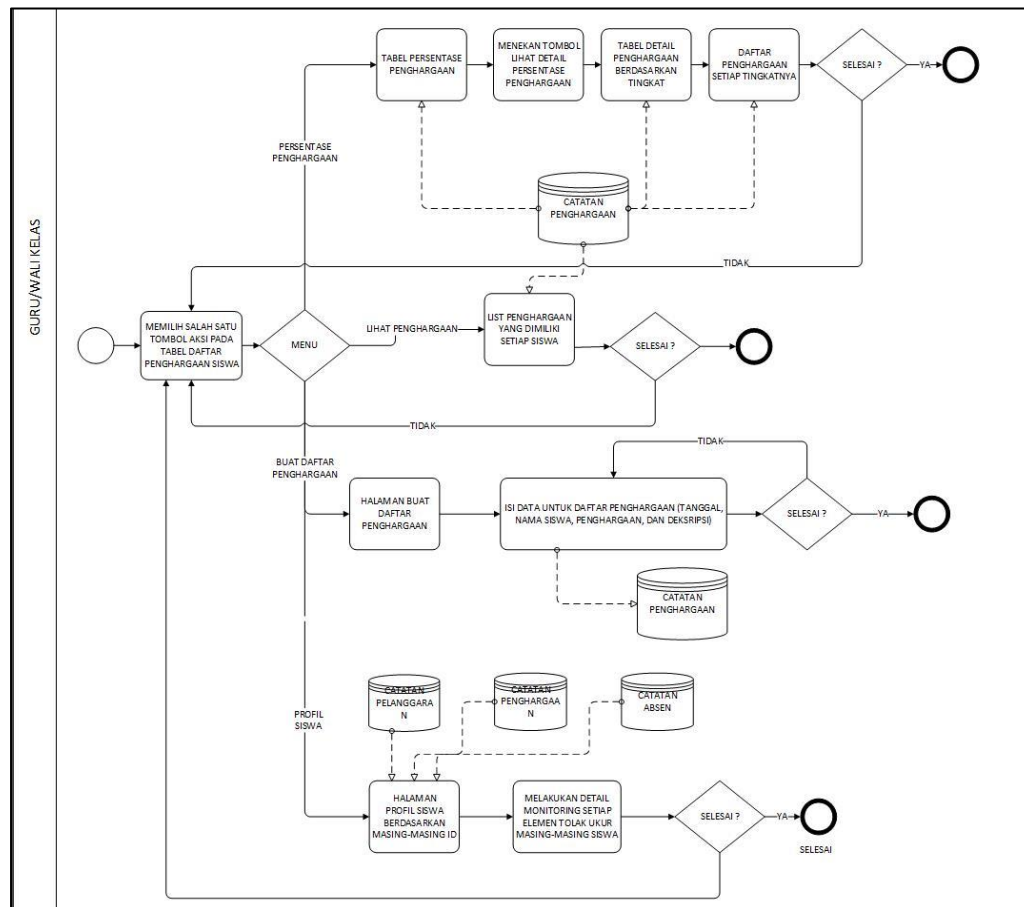 GURU/WALI KELAS
TABEL PERSENTASE
PENGHARGAAN
MENEKAN TOMBOL
LIHAT DETAIL
PERSENTASE
PENGHARGAAN
TABEL DETAIL
PENGHARGAAN
BERDASARKAN
TINGKAT
DAFTAR
PENGHARGAAN
SETIAP TINGKATNYA
SELESAI ?
YA
PERSENTASE
PENGHARGAAN
CATATAN
PENGHARGAAN
TIDAK
MEMILIH SALAH SATU
TOMBOL AKSI PADA
TABEL DAFTAR
PENGHARGAAN SISWA
MENU
LIHAT PENGHARGAAN
LIST PENGHARGAAN
YANG DIMILIKI
SETIAP SISWA
SELESAI ?
TIDAK
BUAT DAFTAR
PENGHARGAAN
HALAMAN BUAT
DAFTAR
PENGHARGAAN
ISI DATA UNTUK DAFTAR PENGHARGAAN (TANGGAL,
NAMA SISWA, PENGHARGAAN, DAN DEKSRIPSI)
TIDAK
SELESAI ?
YA
CATATAN
PENGHARGAAN
PROFIL
SISWA
CATATAN
PELANGGARA
N
CATATAN
PENGHARGAA
N
CATATAN
ABSEN
HALAMAN
PROFIL SISWA
BERDASARKAN
MASING-MASING ID
MELAKUKAN DETAIL
MONITORING SETIAP
ELEMEN TOLAK UKUR
MASING-MASING SISWA
SELESAI ?
YA
SELESAI